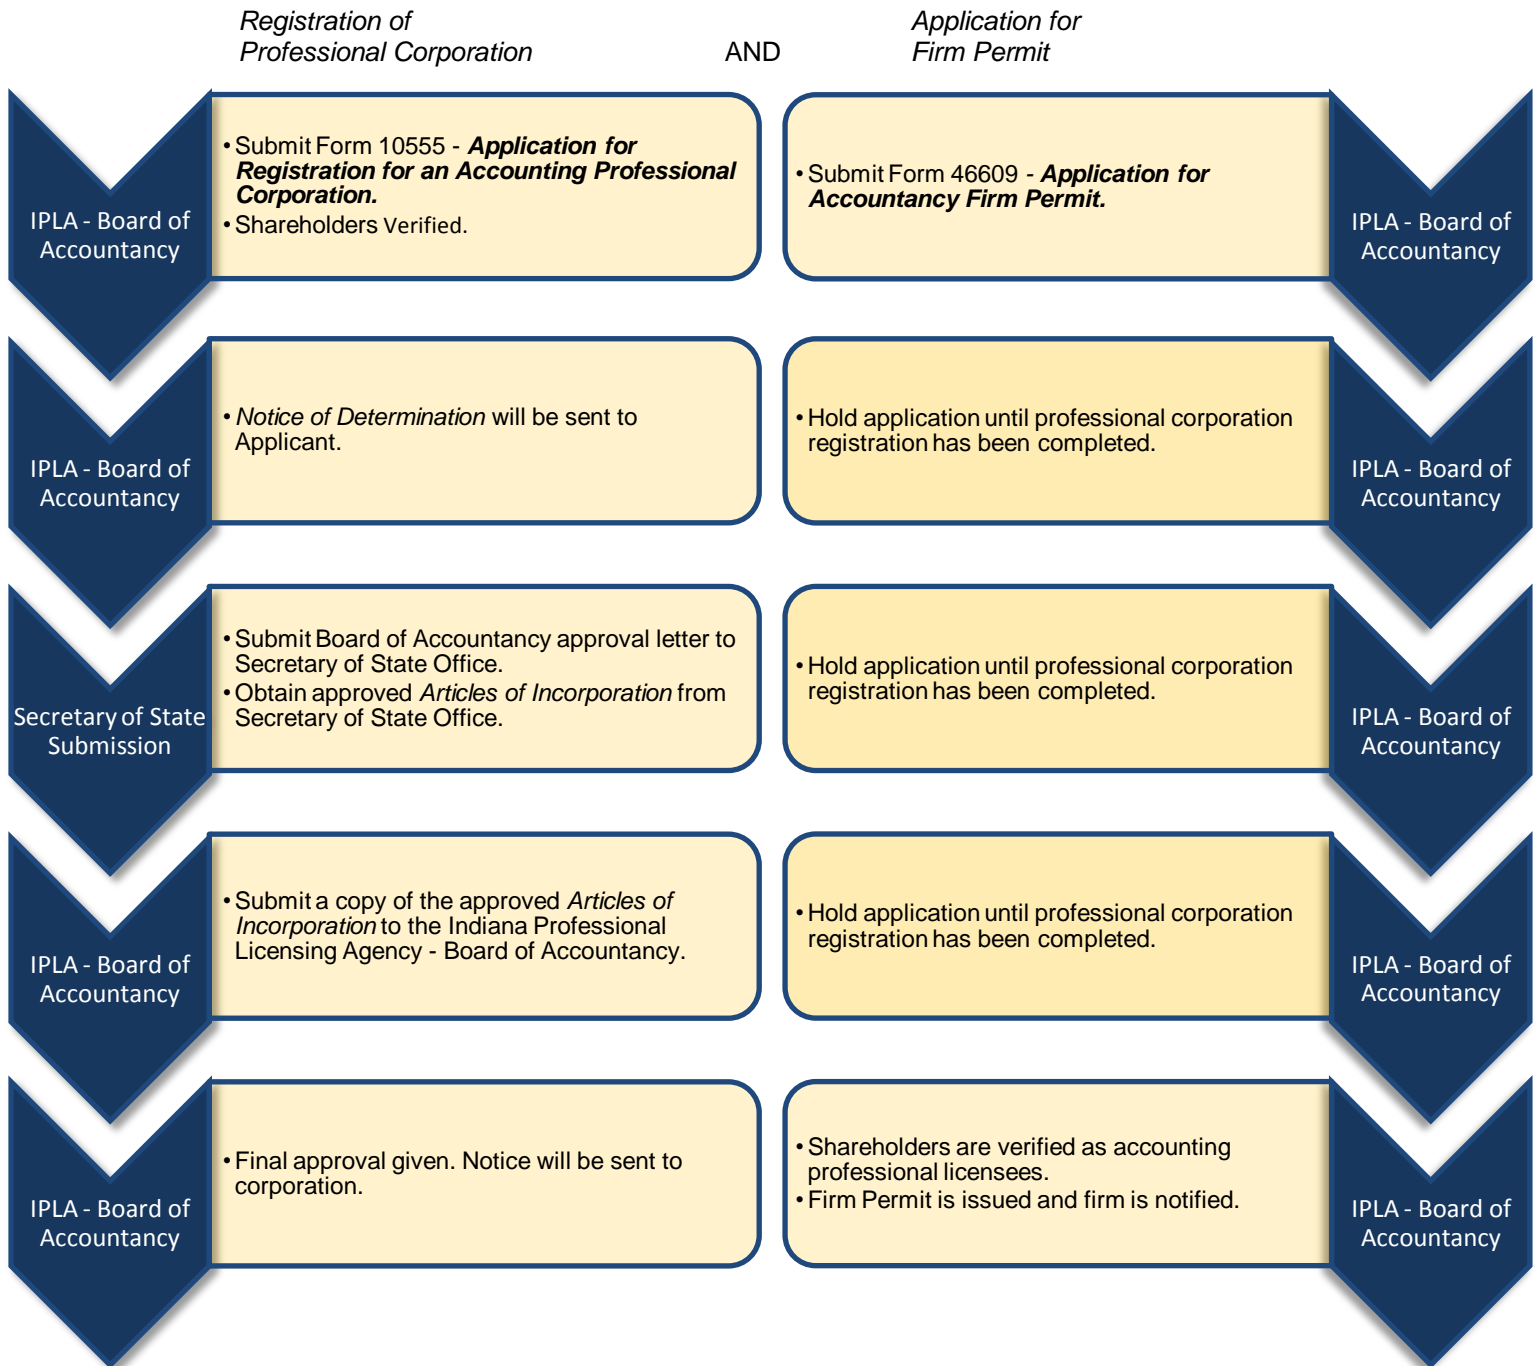 Registration of
Professional Corporation
AND
Application for
Firm Permit
IPLA - Board of
Accountancy
• Submit Form 10555 - Application for
Registration for an Accounting Professional
Corporation.
• Shareholders Verified.
• Submit Form 46609 - Application for
Accountancy Firm Permit.
IPLA - Board of
Accountancy
IPLA - Board of
Accountancy
• Notice of Determination will be sent to
Applicant.
• Hold application until professional corporation
registration has been completed.
IPLA - Board of
Accountancy
Secretary of State
Submission
• Submit Board of Accountancy approval letter to
Secretary of State Office.
• Obtain approved Articles of Incorporation from
Secretary of State Office.
• Hold application until professional corporation
registration has been completed.
IPLA - Board of
Accountancy
IPLA - Board of
Accountancy
• Submit a copy of the approved Articles of
Incorporation to the Indiana Professional
Licensing Agency - Board of Accountancy.
• Hold application until professional corporation
registration has been completed.
IPLA - Board of
Accountancy
IPLA - Board of
Accountancy
• Final approval given. Notice will be sent to
corporation.
• Shareholders are verified as accounting
professional licensees.
• Firm Permit is issued and firm is notified.
IPLA - Board of
Accountancy